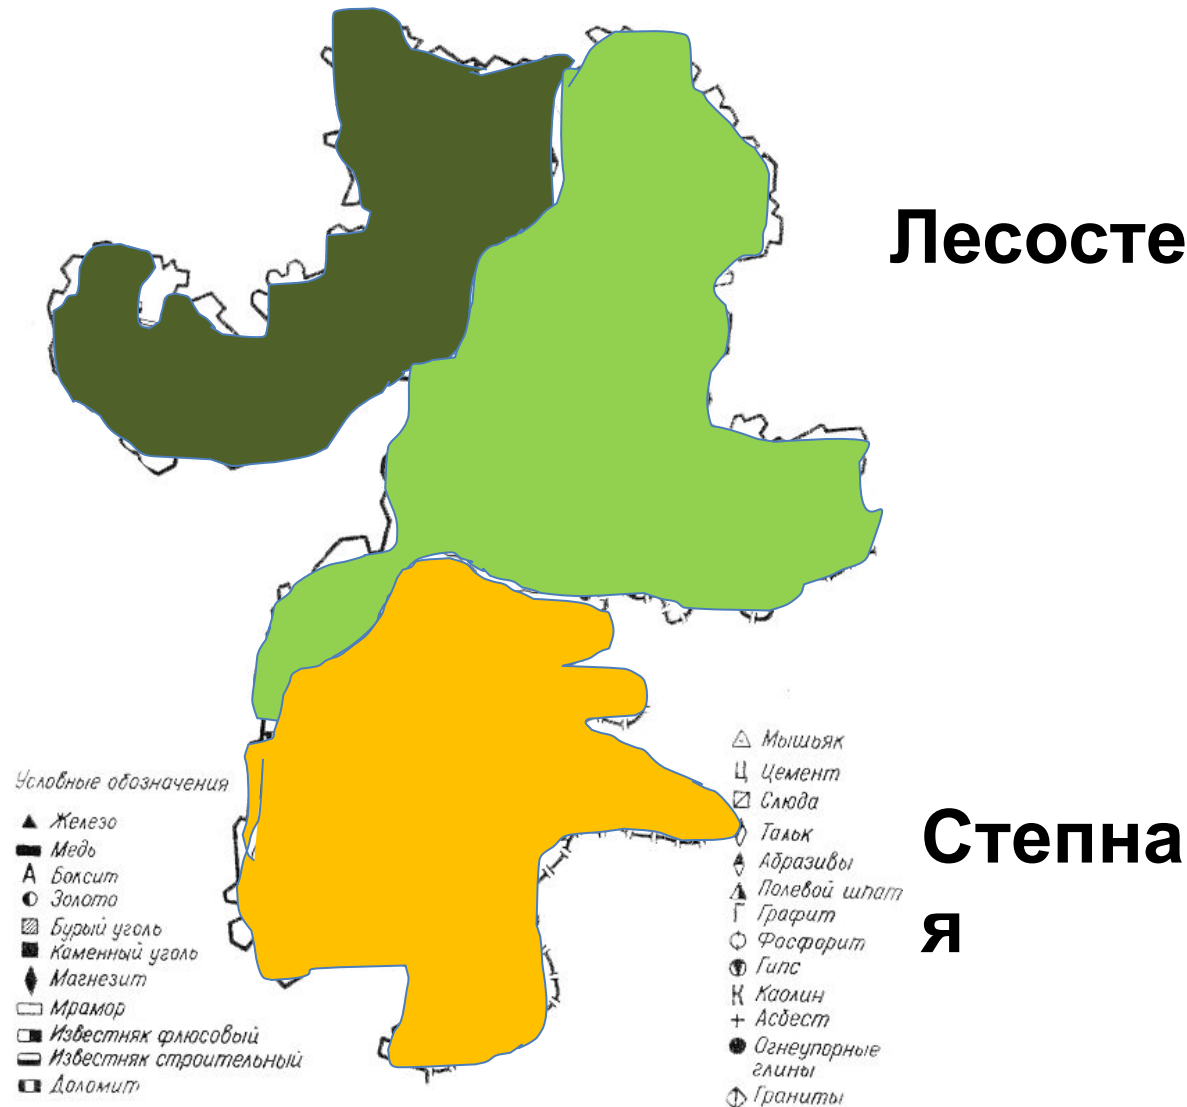 Лесосте
Степна
я
Условные обозначения
Железо
Медь
Боксит
Золото
Бурый уголь
Каменный уголь
Магнезит
Мрамор
Известняк флюсовый
Известняк строительный
Доломит
Мышьяк
Цемент
Слюда
Тальк
Абразивы
Полевой шпат
Графит
Фосфорит
Гипс
Каолин
Асбест
Огнеупорные
глины
Граниты